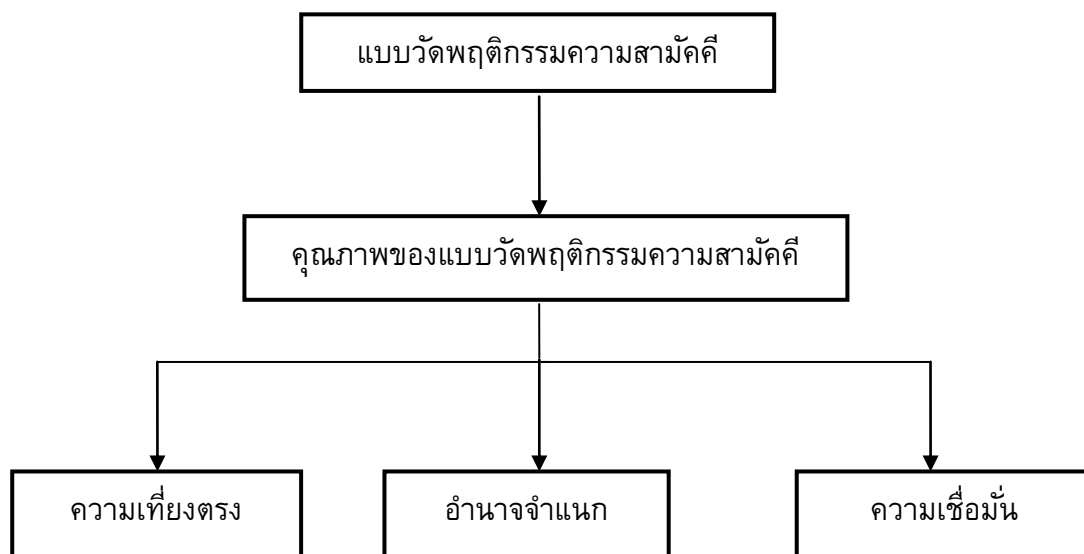 แบบวัดพฤติกรรมความสามัคคี
คุณภาพของแบบวัดพฤติกรรมความสามัคคี
ความเที่ยงตรง
อำนาจจำแนก
ความเชื่อมั่น